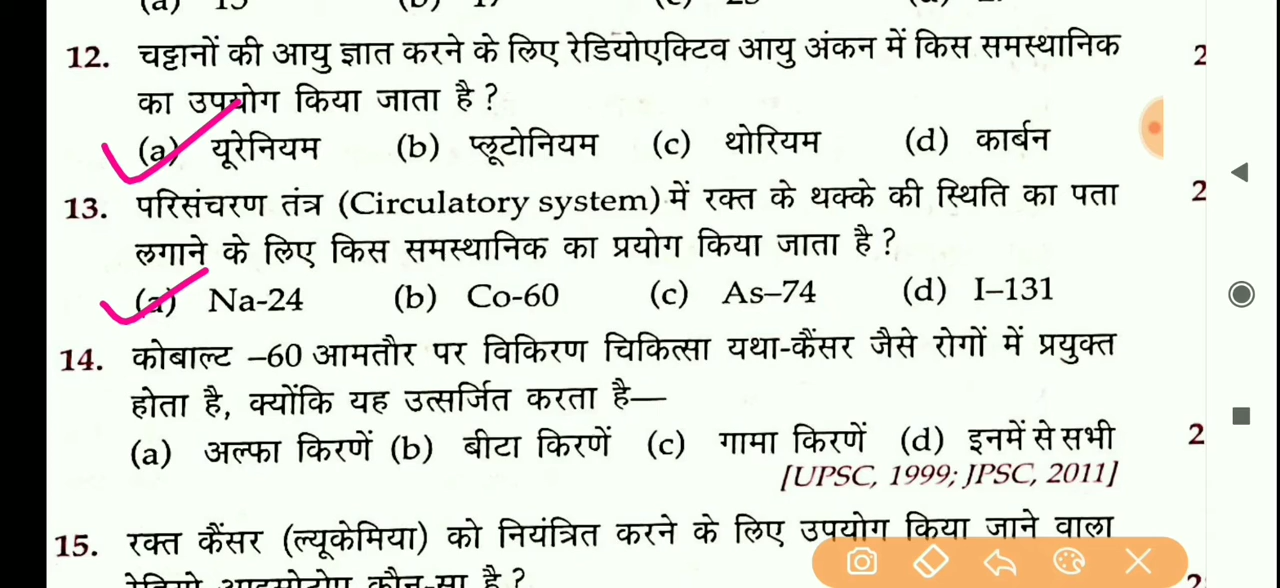 12. चट्टानों की आयु ज्ञात करने के लिए रेडियोएक्टिव आयु अंकन में किस समस्थानिक
का उपयोग किया जाता है ?
(a) यूरेनियम (b) प्लूटोनियम (c) थोरियम (d) कार्बन
13. परिसंचरण तंत्र (Circulatory system) में रक्त के थक्के की स्थिति का पता
लगाने के लिए किस समस्थानिक का प्रयोग किया जाता है ?
(a) Na-24 (b) Co-60 (c) As–74 (d) I–131
14. कोबाल्ट –60 आमतौर पर विकिरण चिकित्सा यथा-कैंसर जैसे रोगों में प्रयुक्त
होता है, क्योंकि यह उत्सर्जित करता है—
(a) अल्फा किरणें (b) बीटा किरणें (c) गामा किरणें (d) इनमें से सभी
[UPSC, 1999; JPSC, 2011]
15. रक्त कैंसर (ल्यूकेमिया) को नियंत्रित करने के लिए उपयोग किया जाने वाला
रेडियो आइसोटोप कौन-सा है ?